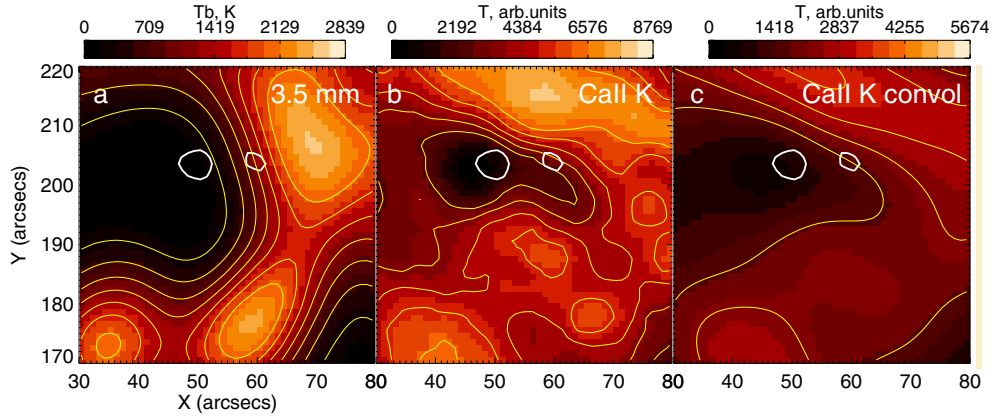 Tb, K
0 709 1419 2129 2839
T, arb.units
0 2192 4384 6576 8769
T, arb.units
0 1418 2837 4255 5674
a 3.5 mm
b CaII K
c CaII K convol
220
210
200
190
180
170
Y (arcsecs)
30 40 50 60 70 80
30 40 50 60 70 80
30 40 50 60 70 80
X (arcsecs)